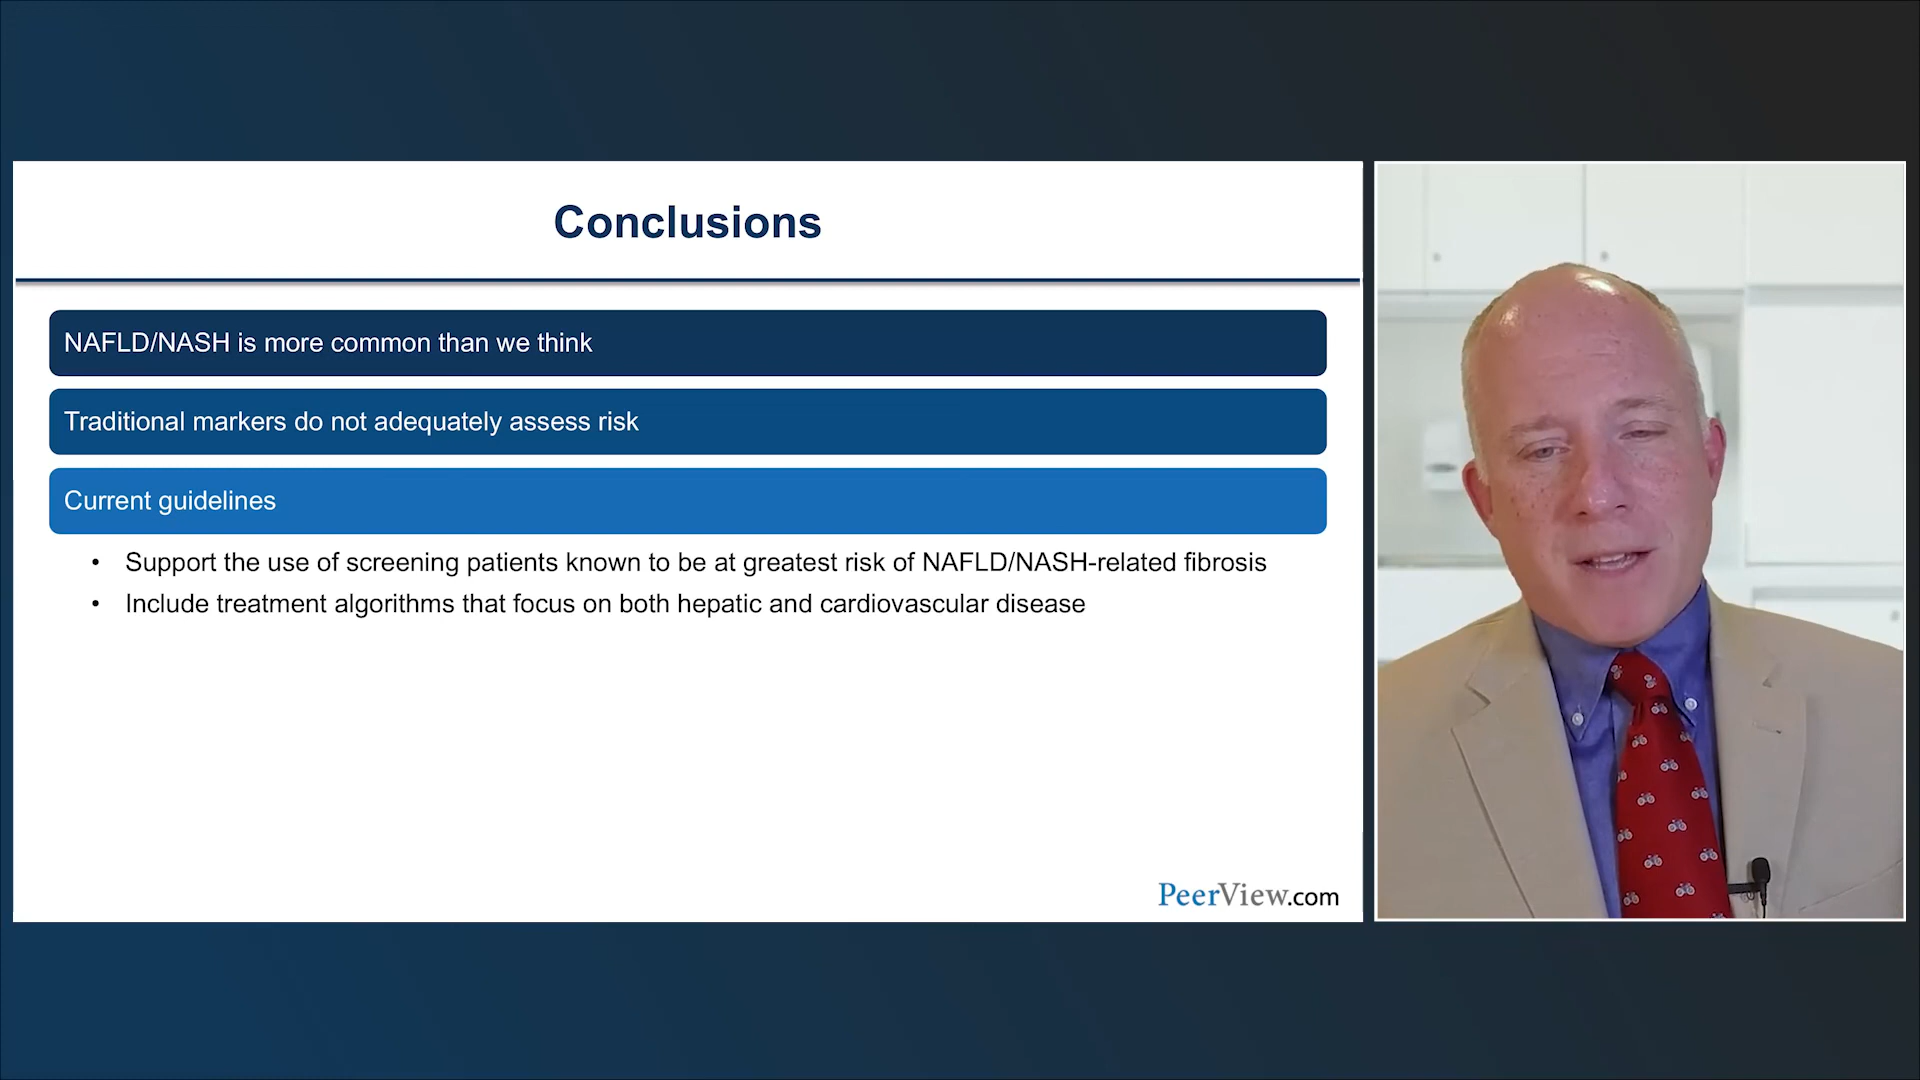 Conclusions
NAFLD/NASH is more common than we think
Traditional markers do not adequately assess risk
Current guidelines
• Support the use of screening patients known to be at greatest risk of NAFLD/NASH-related fibrosis
• Include treatment algorithms that focus on both hepatic and cardiovascular disease
PeerView.com